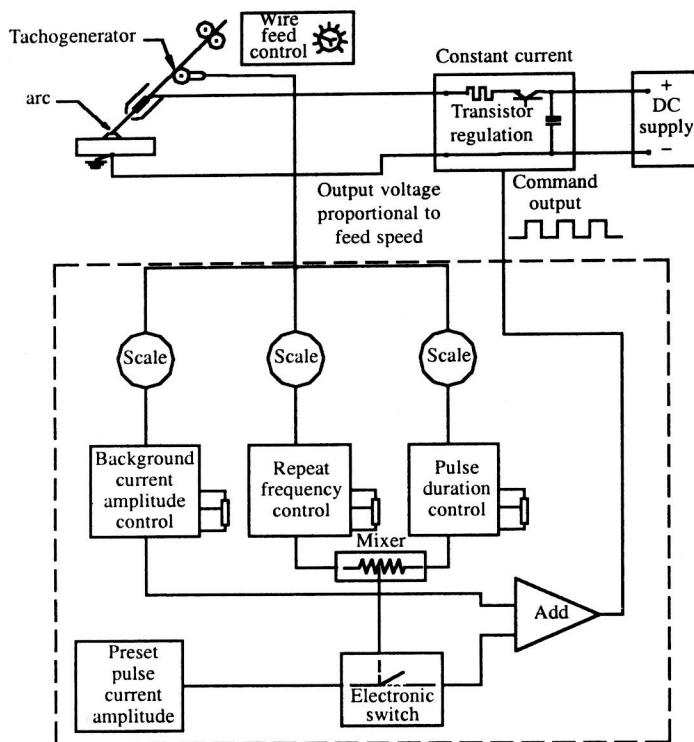 Wire
feed
control
Tachogenerator
Constant current
arc
Transistor
regulation
+
DC
supply
−
Output voltage
proportional to
feed speed
Command
output
Scale
Scale
Scale
Background
current
amplitude
control
Repeat
frequency
control
Pulse
duration
control
Mixer
Add
Preset
pulse
current
amplitude
Electronic
switch